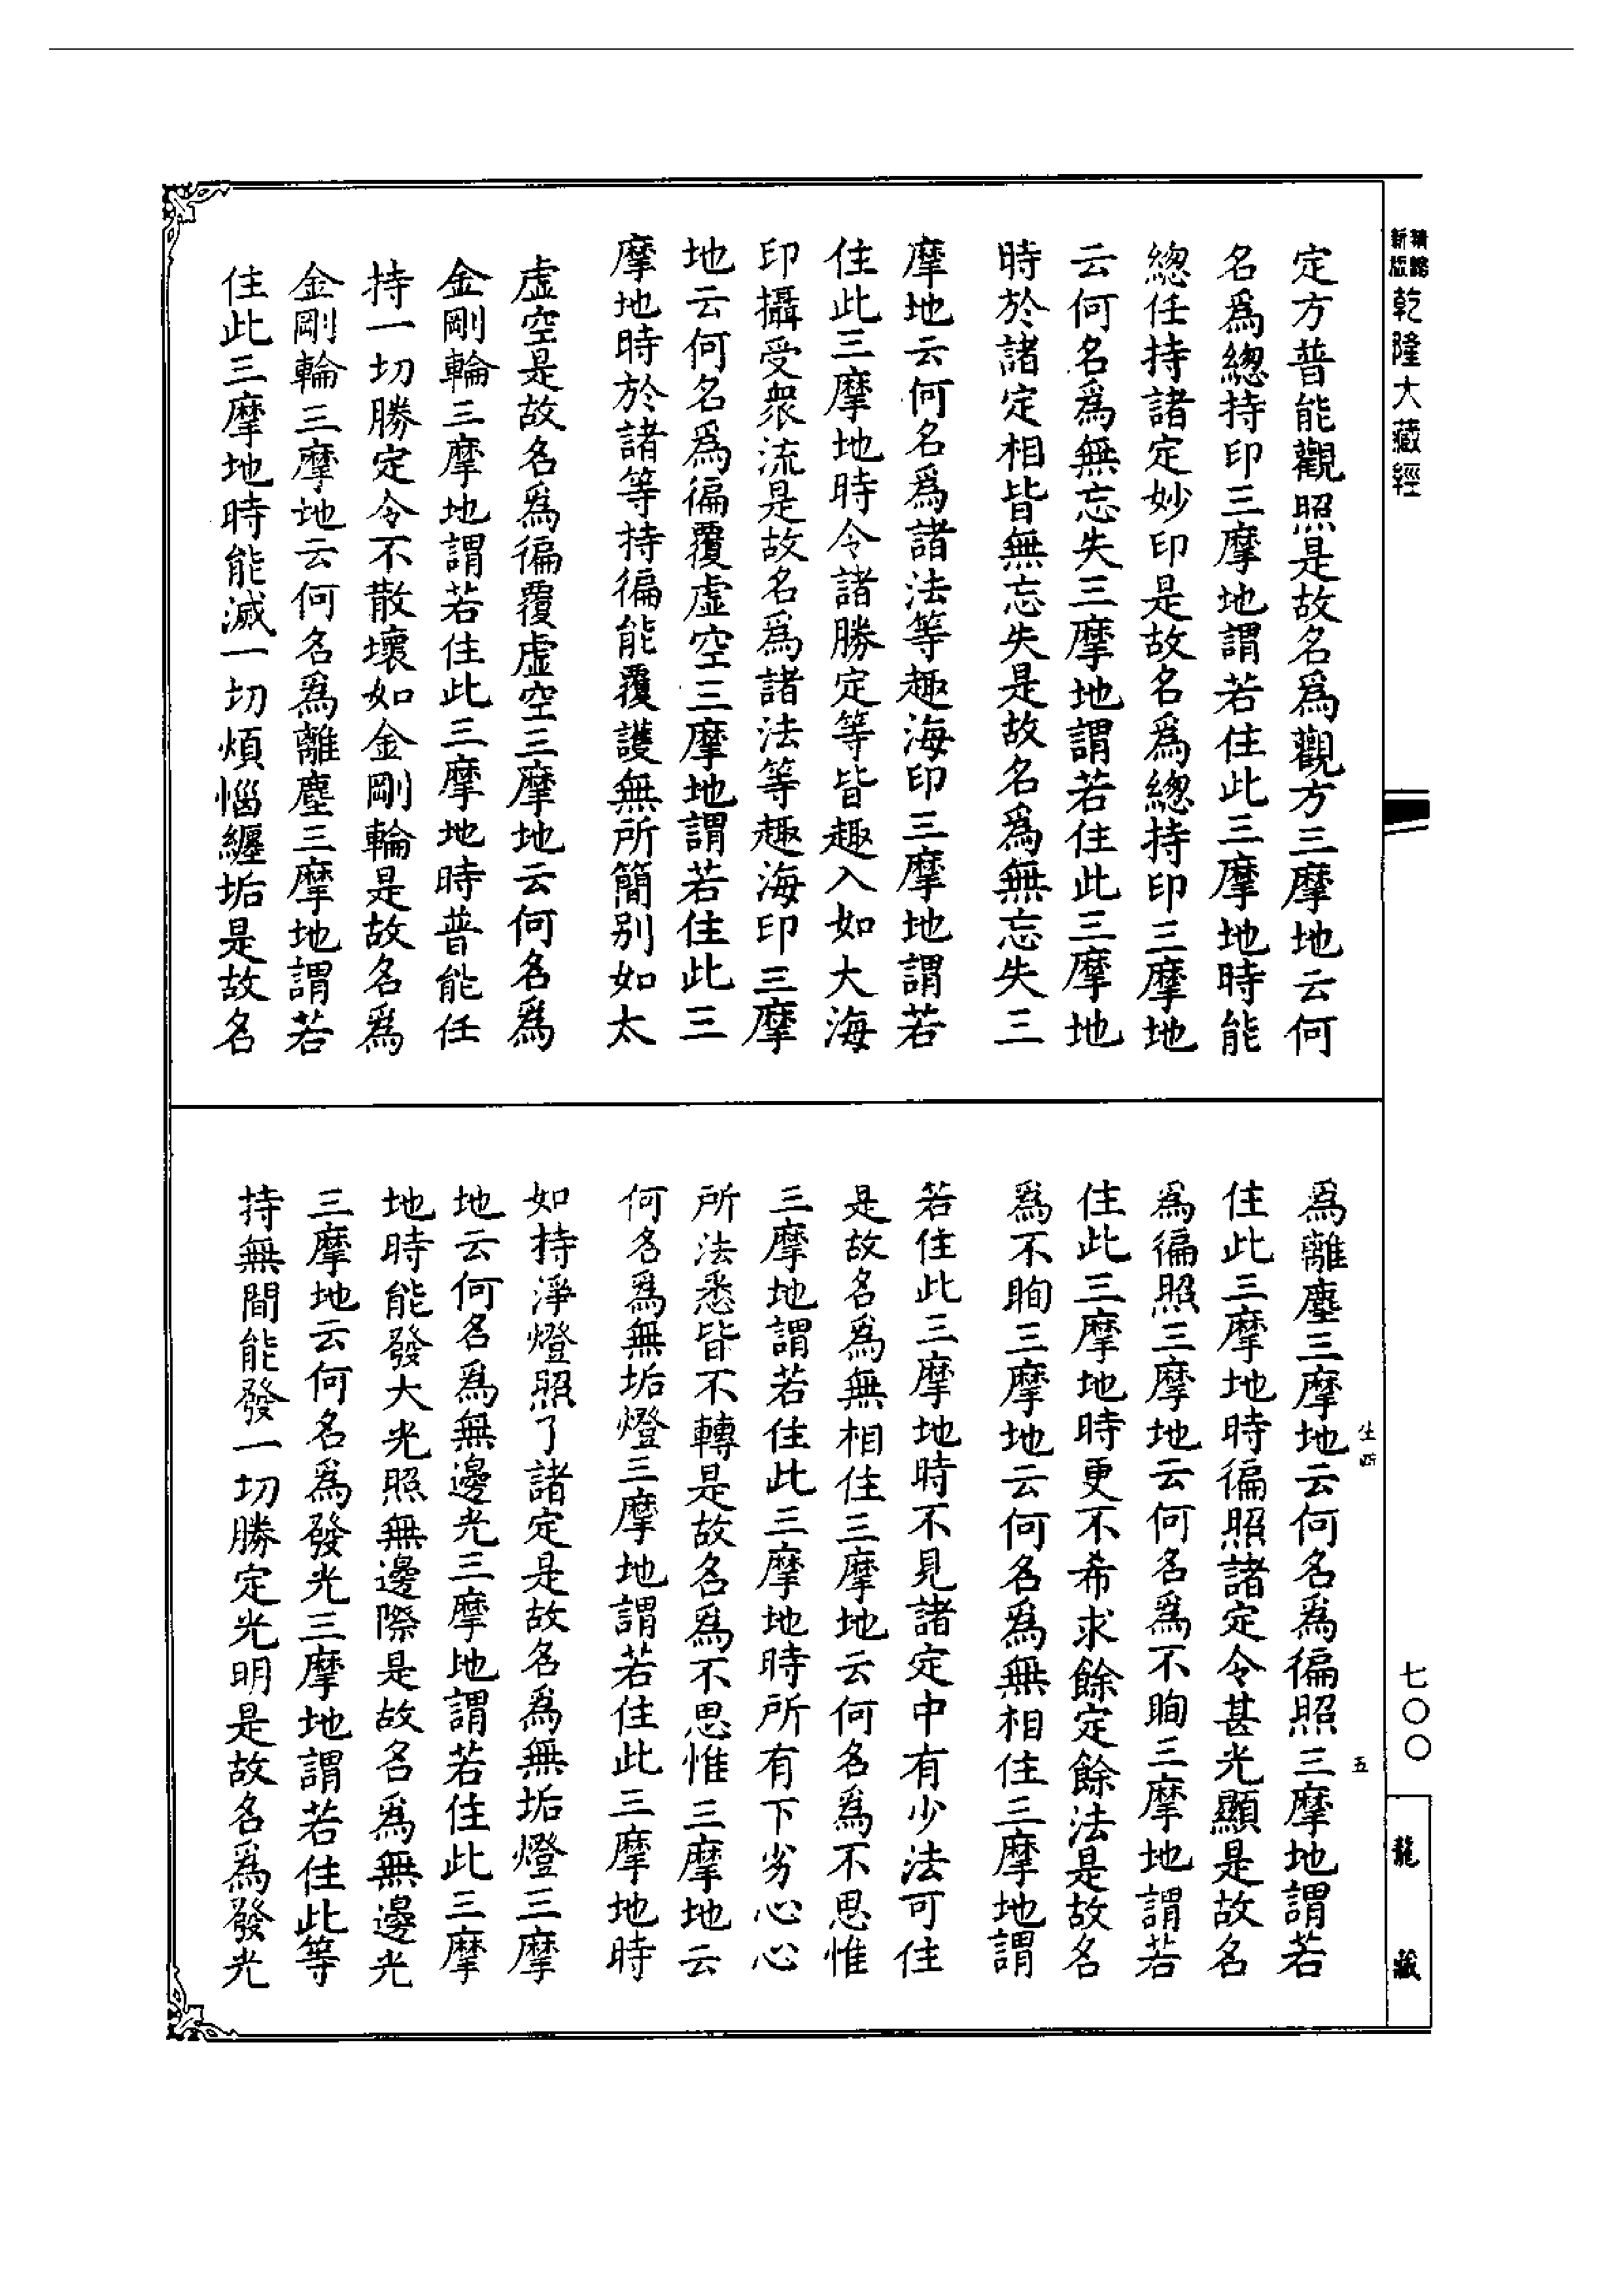 新版
乾隆大藏經
定方普能觀照是故名爲觀方三摩地云何
名爲總持印三摩地謂若住此三摩地時能
總任持諸定妙印是故名爲總持印三摩地
云何名爲無忘失三摩地謂若住此三摩地
時於諸定相皆無忘失是故名爲無忘失三
摩地云何名爲諸法等趣海印三摩地謂若
住此三摩地時令諸勝定等皆趣入如大海
印攝受衆流是故名爲諸法等趣海印三摩
地云何名爲徧覆虛空三摩地謂若住此三
摩地時於諸等持徧能覆護無所簡別如太
虛空是故名爲徧覆虛空三摩地云何名爲
金剛輪三摩地謂若住此三摩地時普能任
持一切勝定令不散壞如金剛輪是故名爲
金剛輪三摩地云何名爲離塵三摩地謂若
住此三摩地時能滅一切煩惱纏垢是故名
爲離塵三摩地云何名爲徧照三摩地謂若
住此三摩地時徧照諸定令甚光顯是故名
爲徧照三摩地云何名爲不眴三摩地謂若
住此三摩地時更不希求餘定餘法是故名
爲不眴三摩地云何名爲無相住三摩地謂
若住此三摩地時不見諸定中有少法可住
是故名爲無相住三摩地云何名爲不思惟
三摩地謂若住此三摩地時所有下劣心心
所法悉皆不轉是故名爲不思惟三摩地云
何名爲無垢燈三摩地謂若住此三摩地時
如持淨燈照了諸定是故名爲無垢燈三摩
地云何名爲無邊光三摩地謂若住此三摩
地時能發大光照無邊際是故名爲無邊光
三摩地云何名爲發光三摩地謂若住此等
持無間能發一切勝定光明是故名爲發光
五
七〇〇
龍藏